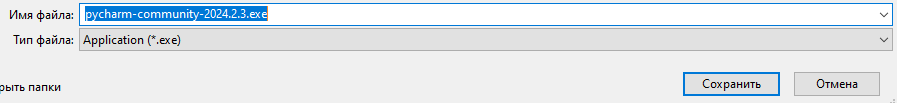 Имя файла: pycharm-community-2024.2.3.exe
Тип файла: Application (*.exe)
рыть папки Сохранить Отмена